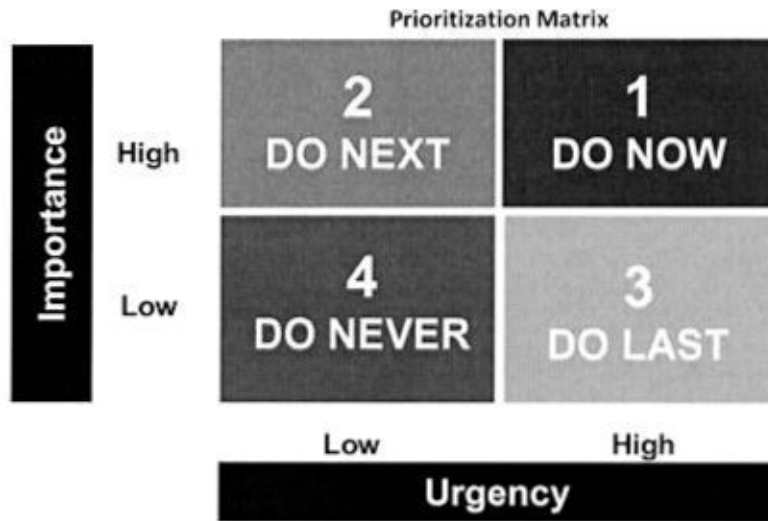 Prioritization Matrix
Importance
High
2
DO NEXT
1
DO NOW
Low
4
DO NEVER
3
DO LAST
Low
High
Urgency